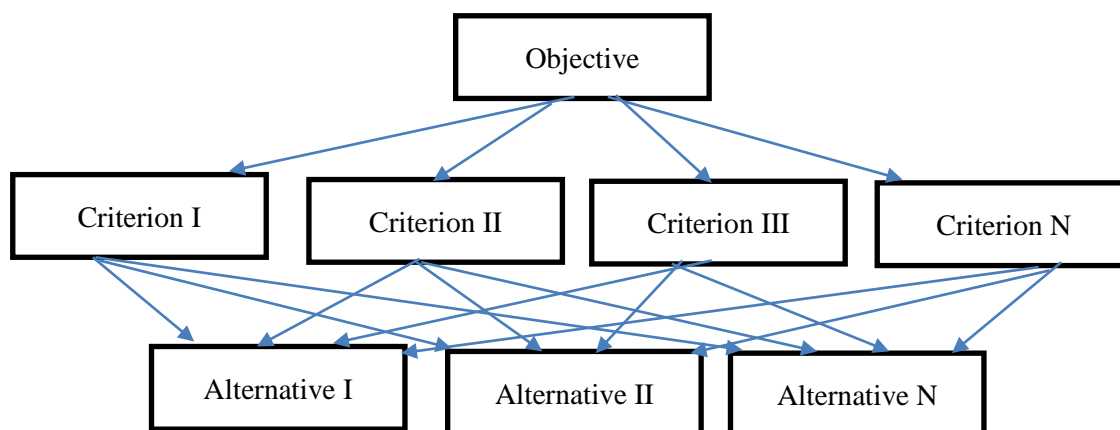 Objective
Criterion I
Criterion II
Criterion III
Criterion N
Alternative I
Alternative II
Alternative N